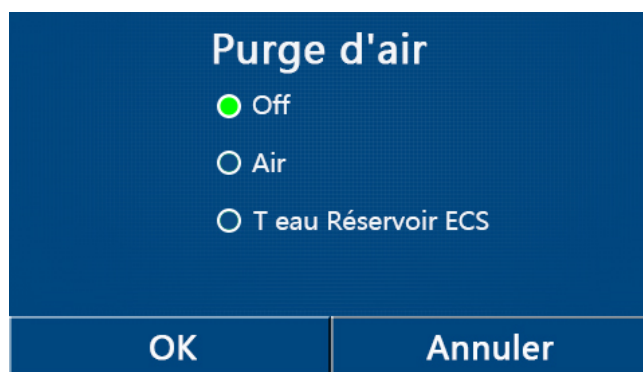 Purge d'air
Off
Air
T eau Réservoir ECS
OK
Annuler